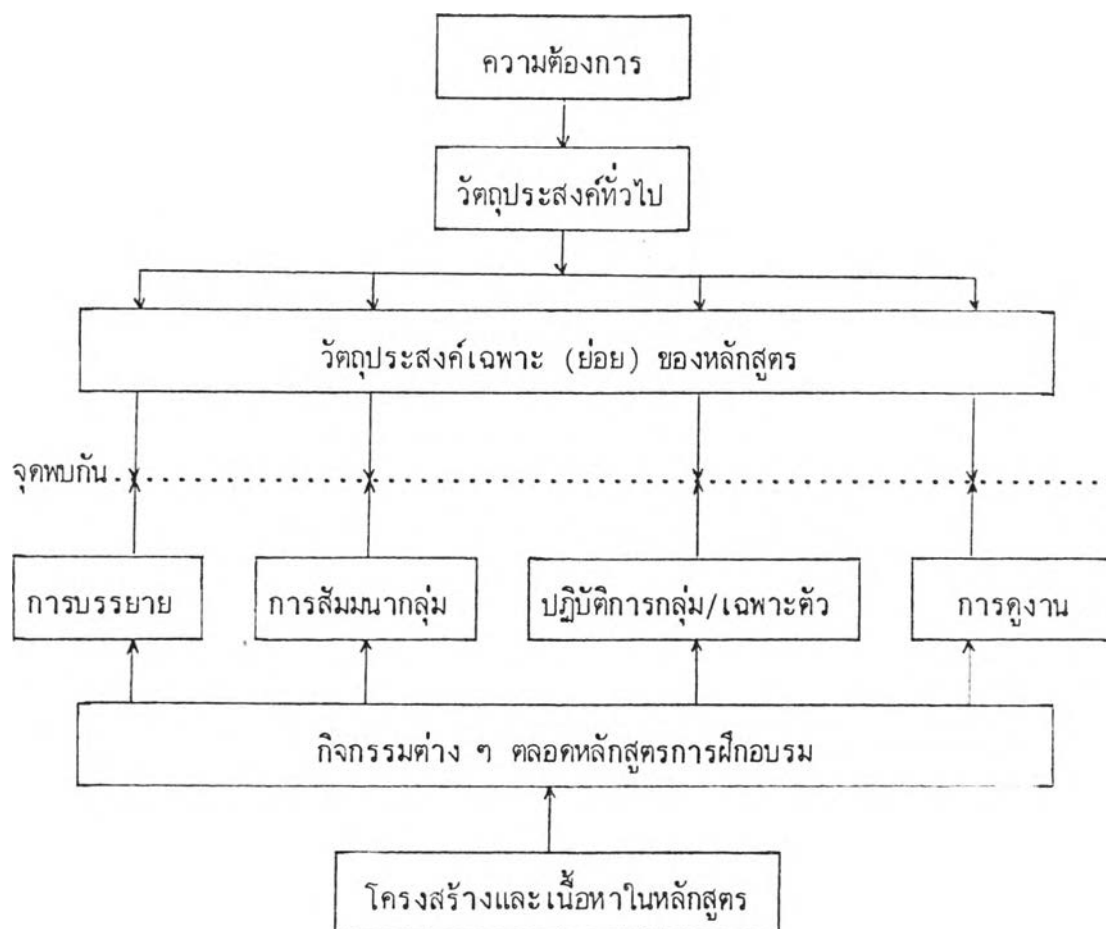 ความต้องการ
วัตถุประสงค์ทั่วไป
วัตถุประสงค์เฉพาะ (ย่อย) ของหลักสูตร
จุดพบกัน
การบรรยาย
การสัมมนากลุ่ม
ปฏิบัติการกลุ่ม/เฉพาะตัว
การดูงาน
กิจกรรมต่าง ๆ ตลอดหลักสูตรการฝึกอบรม
โครงสร้างและเนื้อหาในหลักสูตร